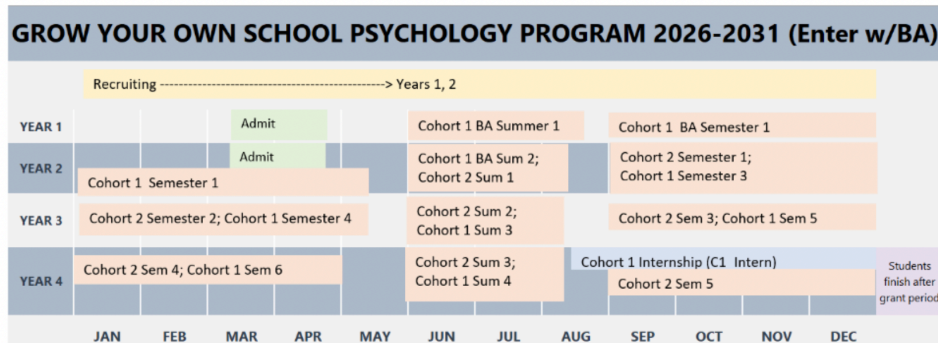 GROW YOUR OWN SCHOOL PSYCHOLOGY PROGRAM 2026-2031 (Enter w/BA)
Recruiting -----------------------------------------------> Years 1, 2
YEAR 1
Admit
Cohort 1 BA Summer 1
Cohort 1 BA Semester 1
YEAR 2
Admit
Cohort 1 Semester 1
Cohort 1 BA Sum 2;
Cohort 2 Sum 1
Cohort 2 Semester 1;
Cohort 1 Semester 3
YEAR 3
Cohort 2 Semester 2; Cohort 1 Semester 4
Cohort 2 Sum 2;
Cohort 1 Sum 3
Cohort 2 Sem 3; Cohort 1 Sem 5
YEAR 4
Cohort 2 Sem 4; Cohort 1 Sem 6
Cohort 2 Sum 3;
Cohort 1 Sum 4
Cohort 1 Internship (C1 Intern)
Cohort 2 Sem 5
Students
finish after
grant period
JAN FEB MAR APR MAY JUN JUL AUG SEP OCT NOV DEC